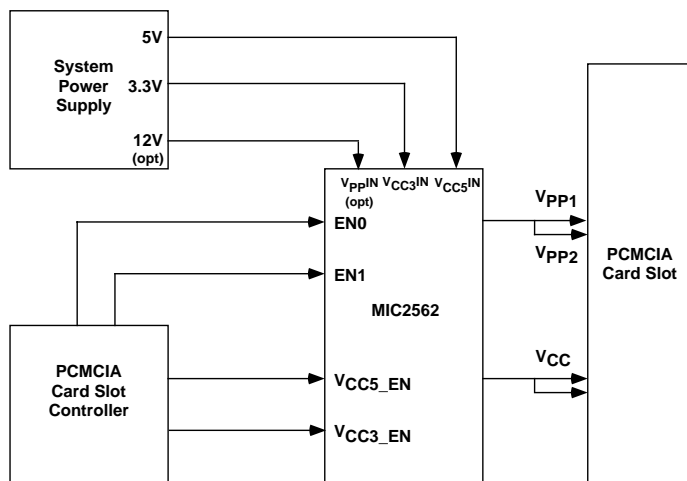 System
Power
Supply
5V
3.3V
12V
(opt)
VPPIN
(opt)
VCC3IN
VCC5IN
EN0
EN1
MIC2562
VCC5_EN
VCC3_EN
PCMCIA
Card Slot
Controller
VPP1
VPP2
VCC
PCMCIA
Card Slot